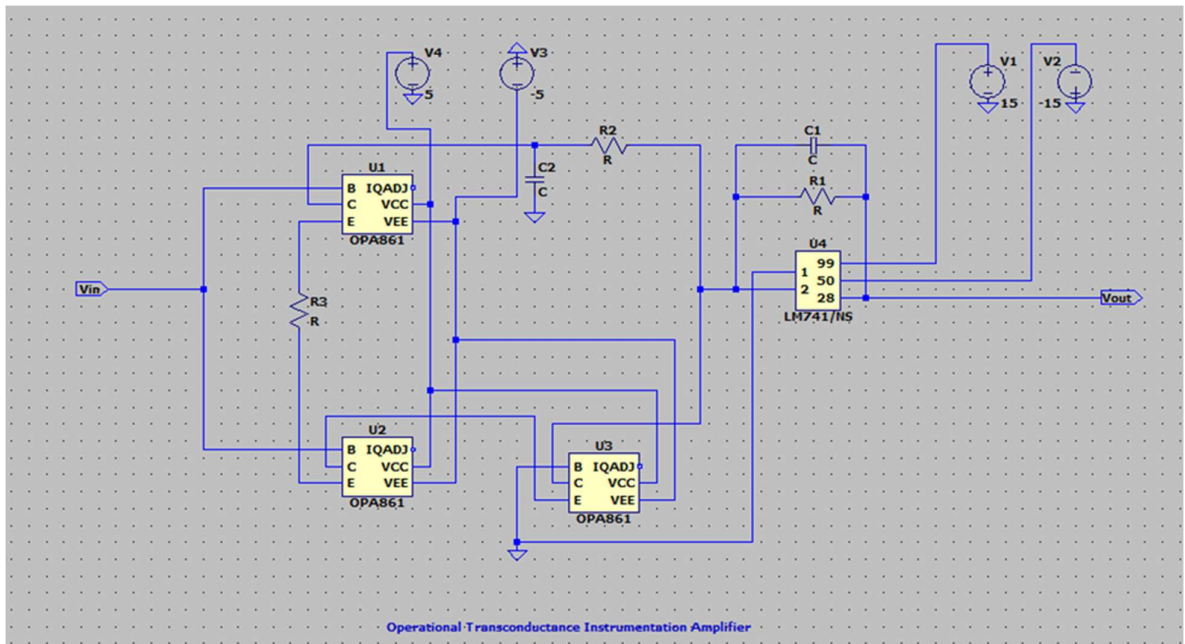 V4
5
V3
-5
V1
15
V2
-15
R2
R
C1
C
R1
R
C2
C
U1
B IQADJ
C VCC
E VEE
OPA861
U4
1
2
99
50
28
LM741/NS
Vin
R3
R
Vout
U2
B IQADJ
C VCC
E VEE
OPA861
U3
B IQADJ
C VCC
E VEE
OPA861
Operational Transconductance Instrumentation Amplifier